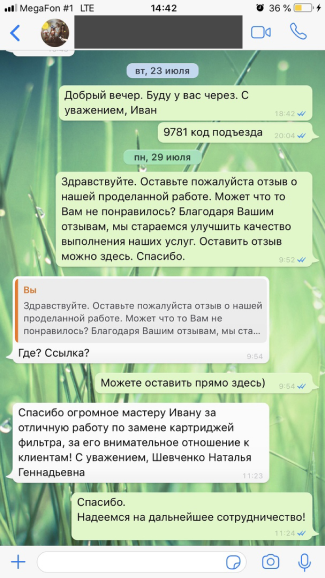 MegaFon #1 LTE 14:42 36 %
вт, 23 июля
Добрый вечер. Буду у вас через. С
уважением, Иван
18:42
9781 код подъезда
20:04
пн, 29 июля
Здравствуйте. Оставьте пожалуйста отзыв о
нашей проделанной работе. Может что то
Вам не понравилось? Благодаря Вашим
отзывам, мы стараемся улучшить качество
выполнения наших услуг. Оставить отзыв
можно здесь. Спасибо.
9:52
Вы
Здравствуйте. Оставьте пожалуйста отзыв о нашей
проделанной работе. Может что то Вам не
понравилось? Благодаря Вашим отзывам, мы ста...
Где? Ссылка?
9:54
Можете оставить прямо здесь)
9:54
Спасибо огромное мастеру Ивану за
отличную работу по замене картриджей
фильтра, за его внимательное отношение к
клиентам! С уважением, Шевченко Наталья
Геннадьевна
11:23
Спасибо.
Надеемся на дальнейшее сотрудничество!
11:24